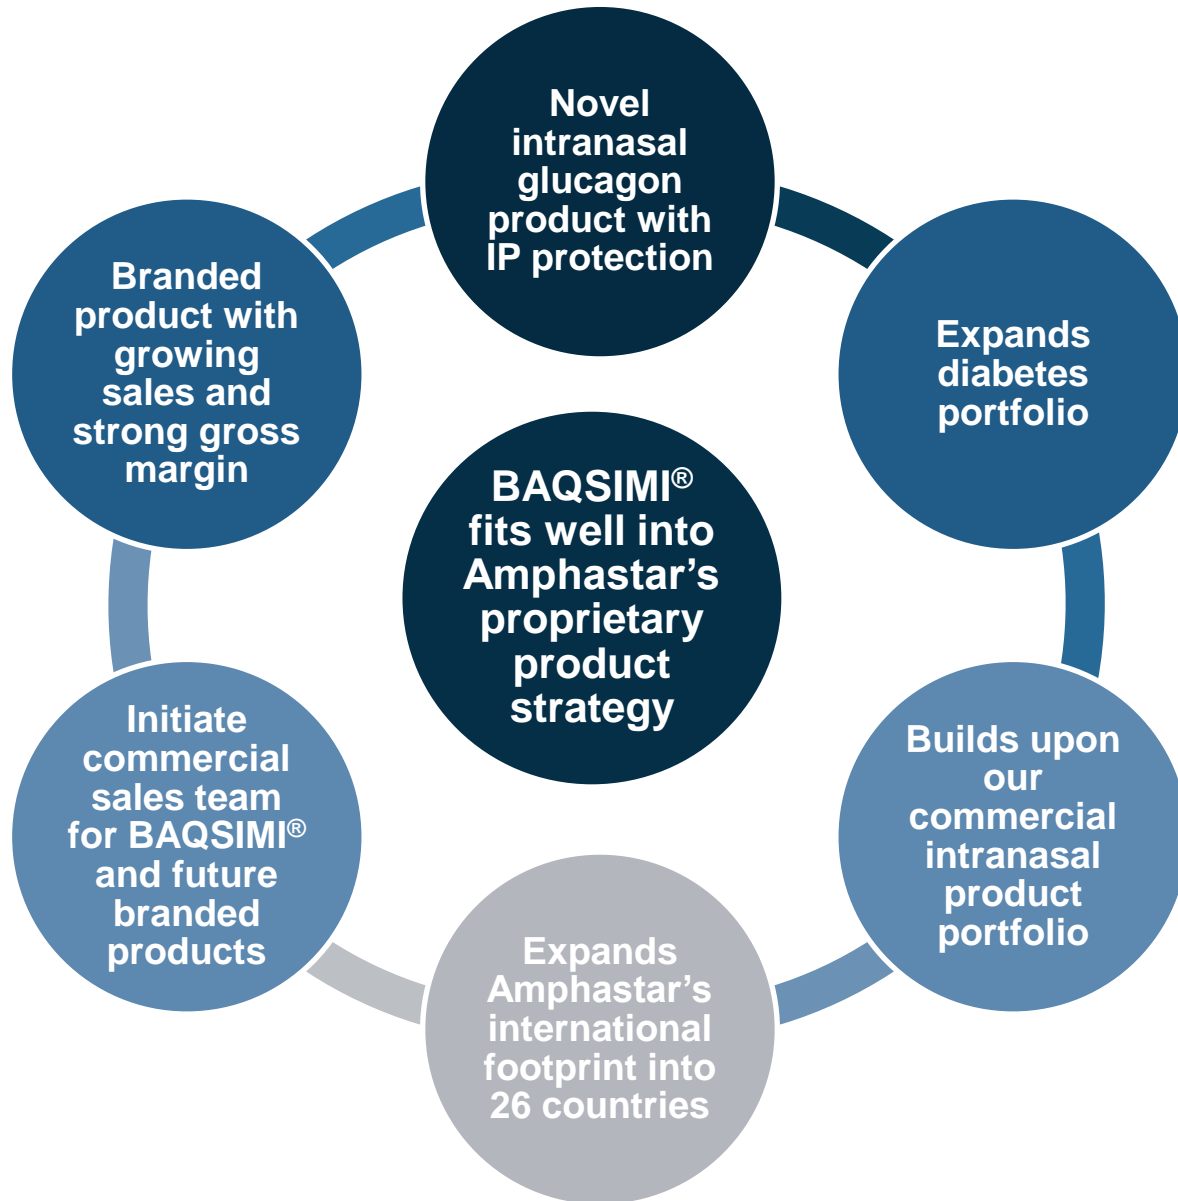 Novel
intranasal
glucagon
product with
IP protection
Branded
product with
growing
sales and
strong gross
margin
Expands
diabetes
portfolio
BAQSIMI®
fits well into
Amphastar’s
proprietary
product
strategy
Initiate
commercial
sales team
for BAQSIMI®
and future
branded
products
Builds upon
our
commercial
intranasal
product
portfolio
Expands
Amphastar’s
international
footprint into
26 countries